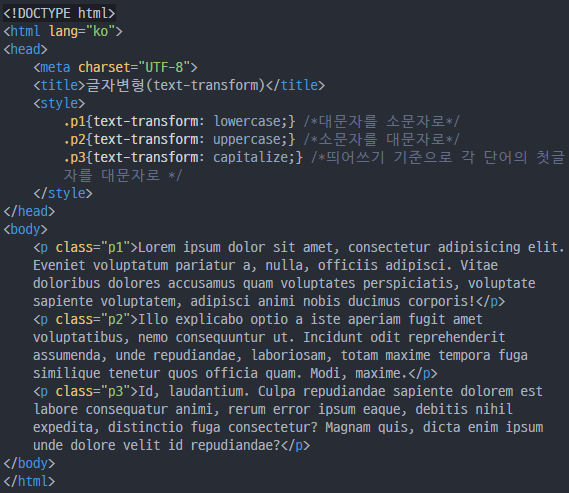 <!DOCTYPE html>
<html lang="ko">
<head>
    <meta charset="UTF-8">
    <title>글자변형(text-transform)</title>
    <style>
        .p1{text-transform: lowercase;} /*대문자를 소문자로*/
        .p2{text-transform: uppercase;} /*소문자를 대문자로*/
        .p3{text-transform: capitalize;} /*띄어쓰기 기준으로 각 단어의 첫글
        자를 대문자로 */
    </style>
</head>
<body>
    <p class="p1">Lorem ipsum dolor sit amet, consectetur adipisicing elit.
    Eveniet voluptatum pariatur a, nulla, officiis adipisci. Vitae
    doloribus dolores accusamus quam voluptates perspiciatis, voluptate
    sapiente voluptatem, adipisci animi nobis ducimus corporis!</p>
    <p class="p2">Illo explicabo optio a iste aperiam fugit amet
    voluptatibus, nemo consequuntur ut. Incidunt odit reprehenderit
    assumenda, unde repudiandae, laboriosam, totam maxime tempora fuga
    similique tenetur quos officia quam. Modi, maxime.</p>
    <p class="p3">Id, laudantium. Culpa repudiandae sapiente dolorem est
    labore consequatur animi, rerum error ipsum eaque, debitis nihil
    expedita, distinctio fuga consectetur? Magnam quis, dicta enim ipsum
    unde dolore velit id repudiandae?</p>
</body>
</html>